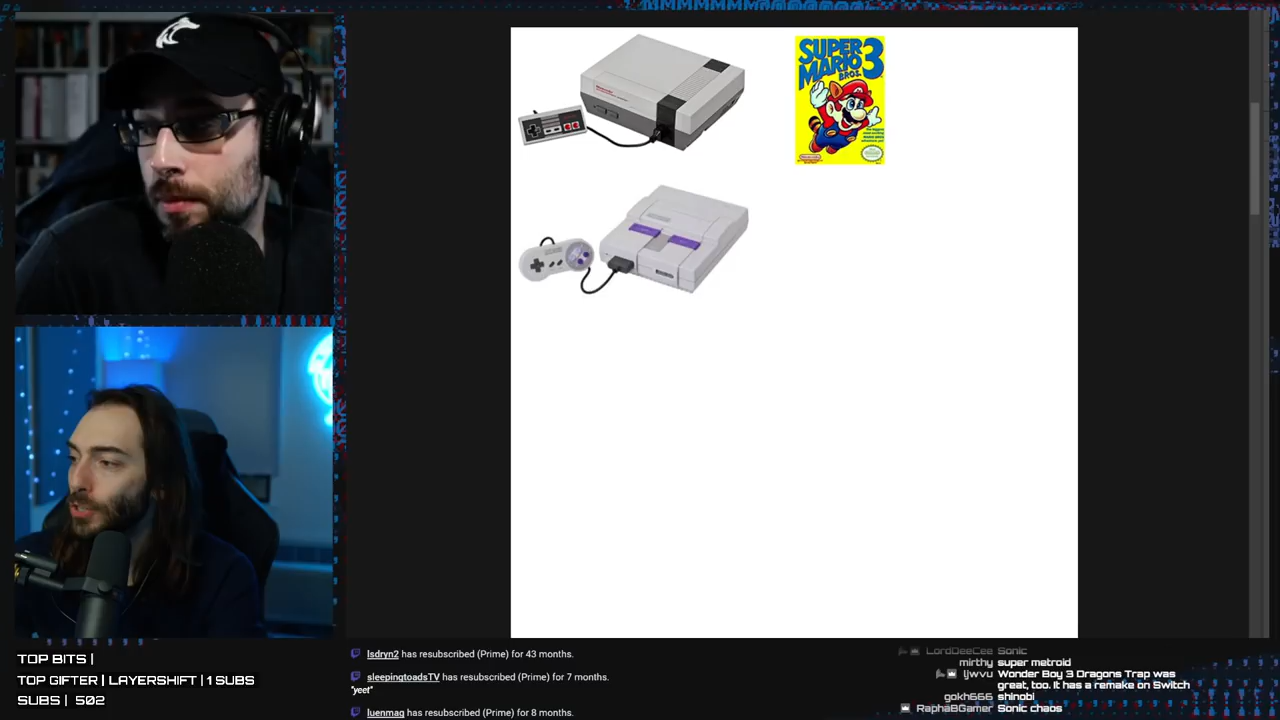 SUPER
MARIO 3
BROS.
Nintendo
TOP BITS |
TOP GIFTER | LAYERSHIFT | 1 SUBS
SUBS | 502
lsdryn2 has resubscribed (Prime) for 43 months.
sleepingtoadsTV has resubscribed (Prime) for 7 months.
"yeet"
luenmag has resubscribed (Prime) for 8 months.
LordDeeCee Sonic
mirthy super metroid
ljwvu Wonder Boy 3 Dragons Trap was
great, too. It has a remake on Switch
gokh666 shinobi
RaphaBGamer Sonic chaos